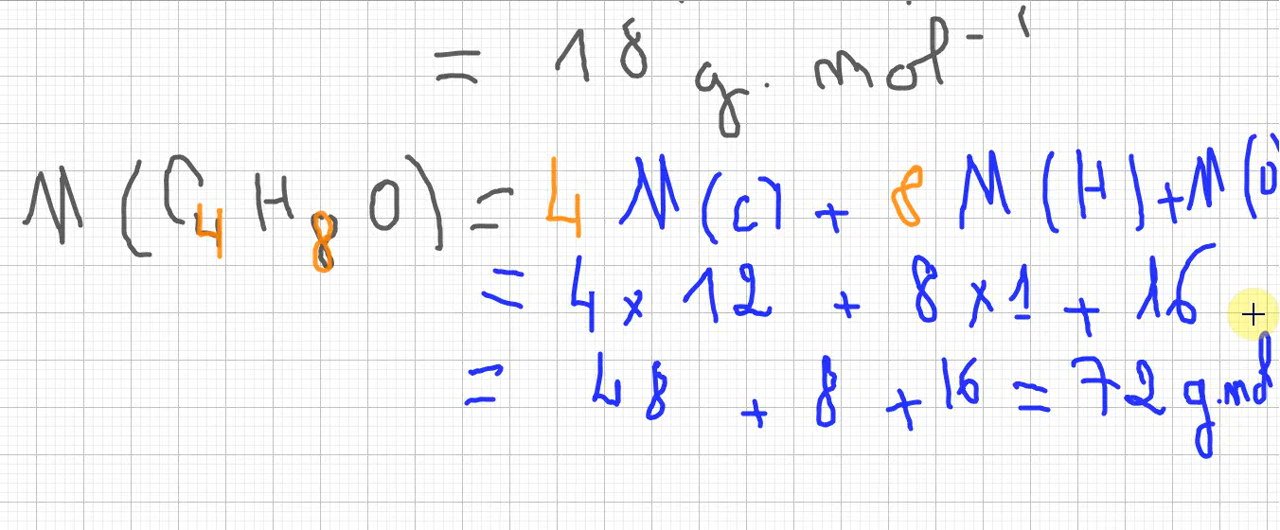 = 18 g. mol⁻¹
M(C₄H₈O) = 4 M(C) + 8 M(H) + M(O)
= 4 x 12 + 8 x 1 + 16
= 48 + 8 + 16 = 72 g.mol